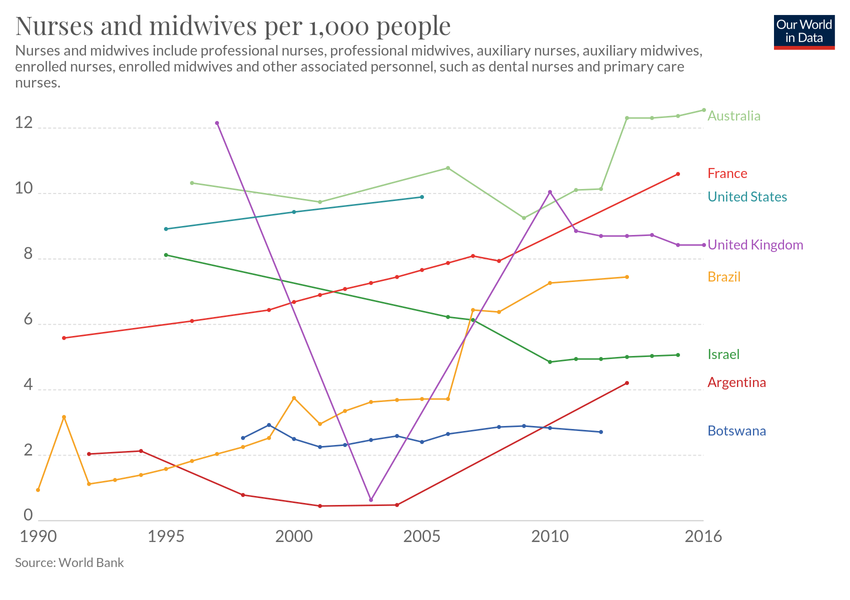 Nurses and midwives per 1,000 people
Our World
in Data
Nurses and midwives include professional nurses, professional midwives, auxiliary nurses, auxiliary midwives,
enrolled nurses, enrolled midwives and other associated personnel, such as dental nurses and primary care
nurses.
12
10
8
6
4
2
0
Australia
France
United States
United Kingdom
Brazil
Israel
Argentina
Botswana
1990 1995 2000 2005 2010 2016
Source: World Bank